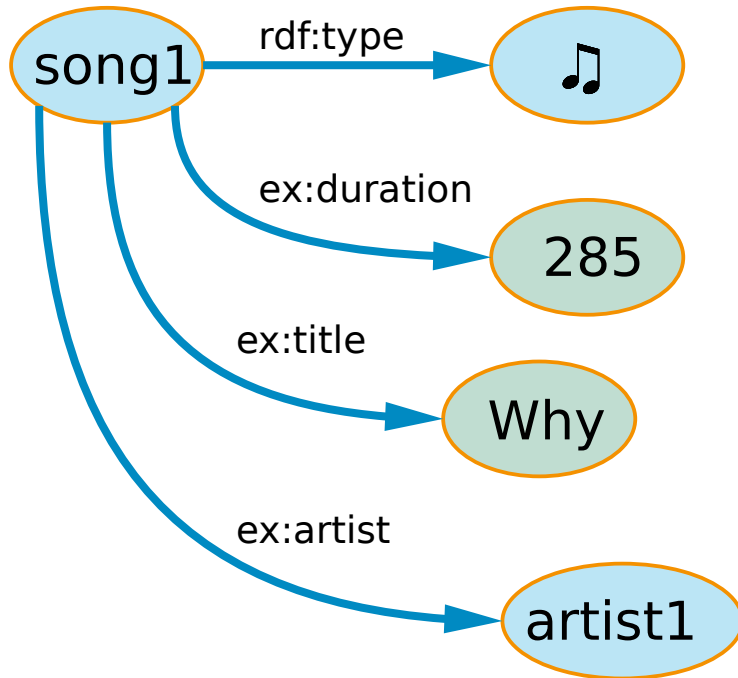 song1
rdf:type
♫
ex:duration
285
ex:title
Why
ex:artist
artist1